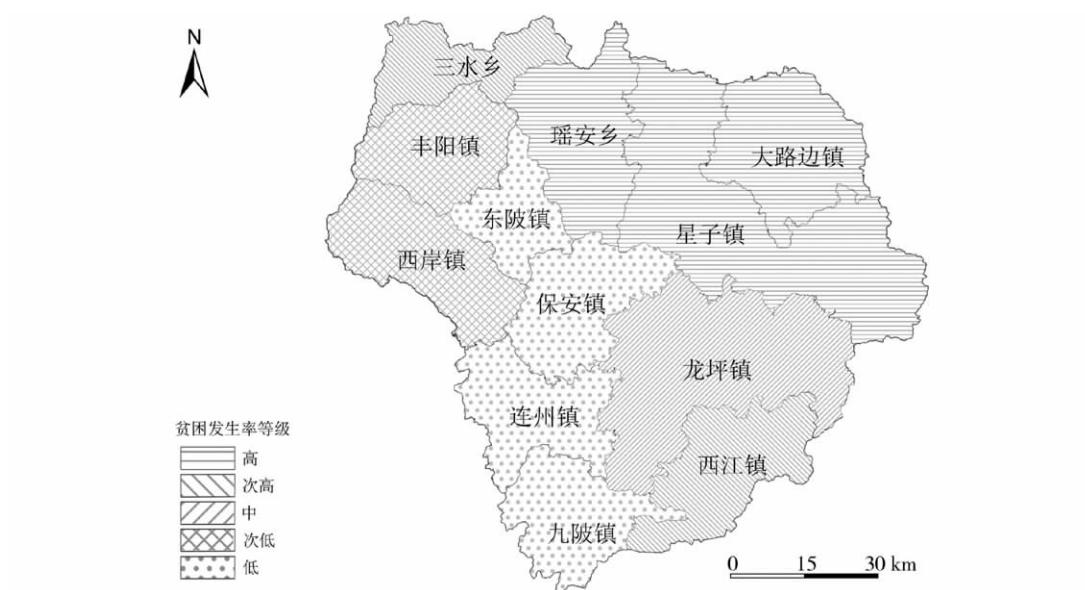 N
三水乡
丰阳镇
瑶安乡
大路边镇
东陂镇
星子镇
西岸镇
保安镇
龙坪镇
连州镇
西江镇
九陂镇
贫困发生率等级
高
次高
中
次低
低
0 15 30 km